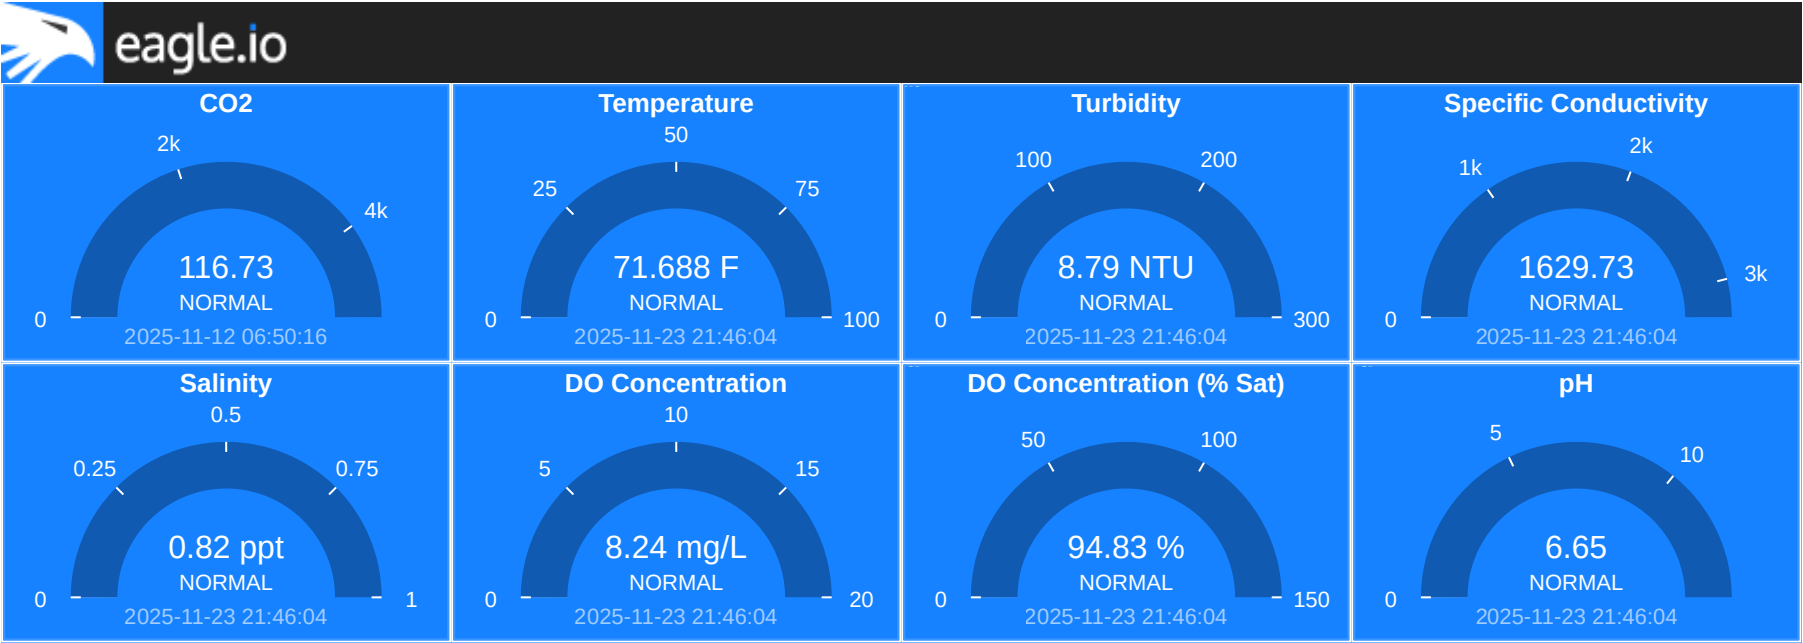 eagle.io
CO2
2k
4k
0
116.73
NORMAL
2025-11-12 06:50:16
Temperature
50
25
75
0
100
71.688 F
NORMAL
2025-11-23 21:46:04
Turbidity
100
200
0
300
8.79 NTU
NORMAL
2025-11-23 21:46:04
Specific Conductivity
1k
2k
3k
0
1629.73
NORMAL
2025-11-23 21:46:04
Salinity
0.5
0.25
0.75
0
1
0.82 ppt
NORMAL
2025-11-23 21:46:04
DO Concentration
10
5
15
0
20
8.24 mg/L
NORMAL
2025-11-23 21:46:04
DO Concentration (% Sat)
50
100
0
150
94.83 %
NORMAL
2025-11-23 21:46:04
pH
5
10
0
6.65
NORMAL
2025-11-23 21:46:04